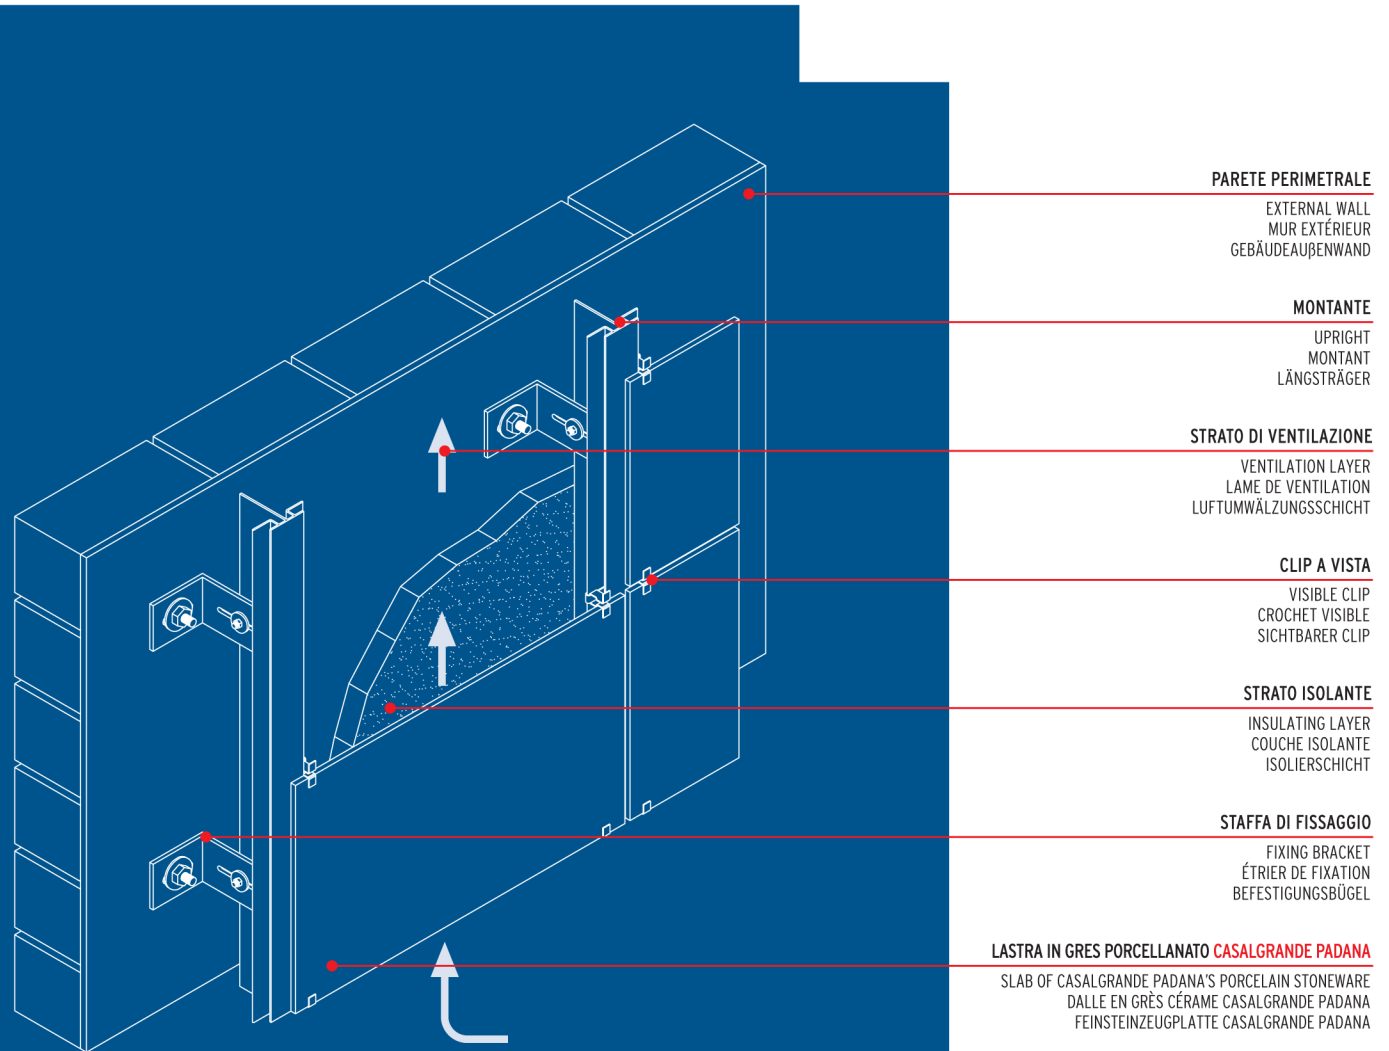 PARETE PERIMETRALE
EXTERNAL WALL
MUR EXTÉRIEUR
GEBÄUDEAUβENWAND
MONTANTE
UPRIGHT
MONTANT
LÄNGSTRÄGER
STRATO DI VENTILAZIONE
VENTILATION LAYER
LAME DE VENTILATION
LUFTUMWÄLZUNGSSCHICHT
CLIP A VISTA
VISIBLE CLIP
CROCHET VISIBLE
SICHTBARER CLIP
STRATO ISOLANTE
INSULATING LAYER
COUCHE ISOLANTE
ISOLIERSCHICHT
STAFFA DI FISSAGGIO
FIXING BRACKET
ÉTRIER DE FIXATION
BEFESTIGUNGSBÜGEL
LASTRA IN GRES PORCELLANATO CASALGRANDE PADANA
SLAB OF CASALGRANDE PADANA'S PORCELAIN STONEWARE
DALLE EN GRÈS CÉRAME CASALGRANDE PADANA
FEINSTEINZEUGPLATTE CASALGRANDE PADANA